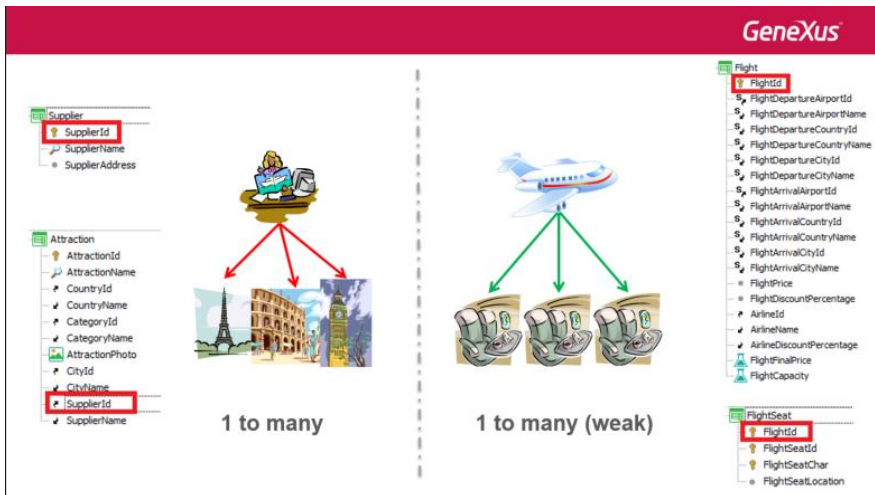 GeneXus
Supplier
SupplierId
SupplierName
SupplierAddress
Attraction
AttractionId
AttractionName
CountryId
CountryName
CategoryId
CategoryName
AttractionPhoto
CityId
CityName
SupplierId
SupplierName
1 to many
1 to many (weak)
Flight
FlightId
FlightDepartureAirportId
FlightDepartureAirportName
FlightDepartureCountryId
FlightDepartureCountryName
FlightDepartureCityId
FlightDepartureCityName
FlightArrivalAirportId
FlightArrivalAirportName
FlightArrivalCountryId
FlightArrivalCountryName
FlightArrivalCityId
FlightArrivalCityName
FlightPrice
FlightDiscountPercentage
AirlineId
AirlineName
AirlineDiscountPercentage
FlightFinalPrice
FlightCapacity
FlightSeat
FlightId
FlightSeatId
FlightSeatChar
FlightSeatLocation